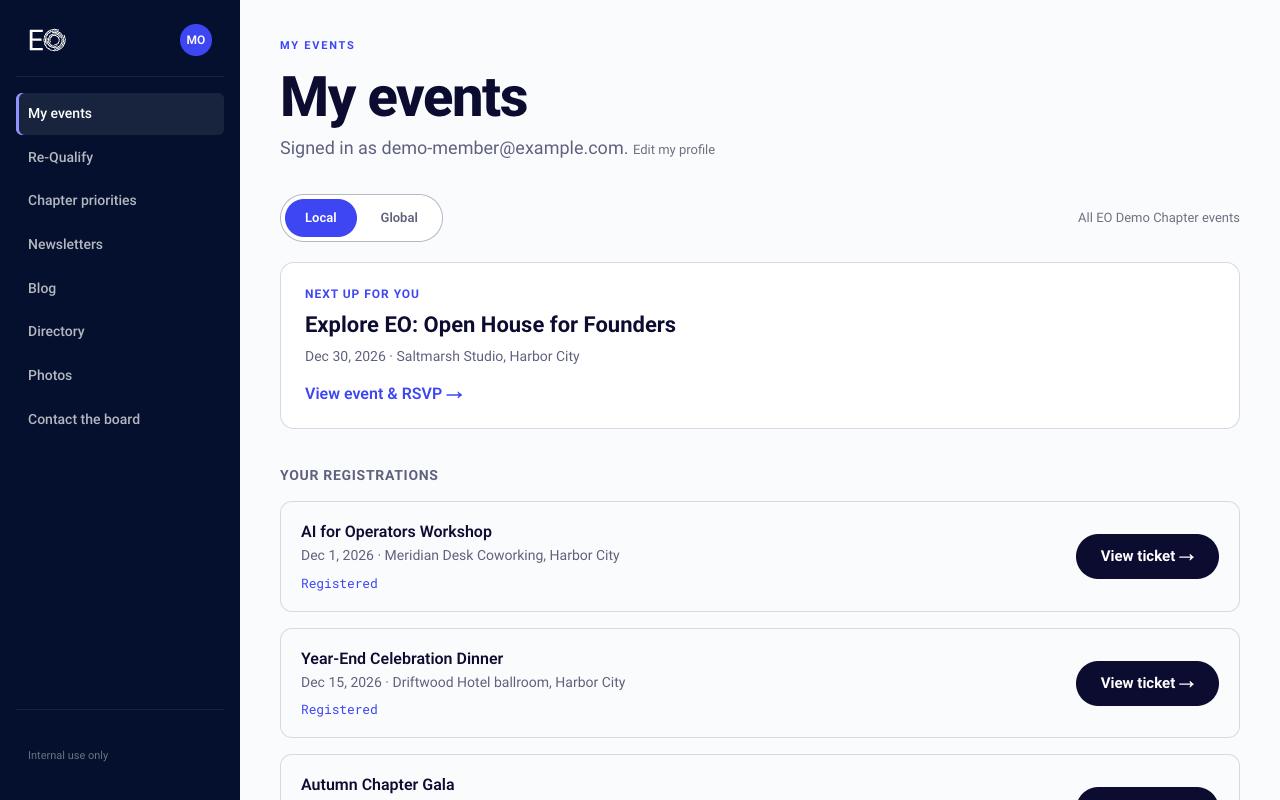 EO
MO
My events
Re-Qualify
Chapter priorities
Newsletters
Blog
Directory
Photos
Contact the board
Internal use only
MY EVENTS
My events
Signed in as demo-member@example.com. Edit my profile
Local
Global
All EO Demo Chapter events
NEXT UP FOR YOU
Explore EO: Open House for Founders
Dec 30, 2026 · Saltmarsh Studio, Harbor City
View event & RSVP →
YOUR REGISTRATIONS
AI for Operators Workshop
Dec 1, 2026 · Meridian Desk Coworking, Harbor City
Registered
View ticket →
Year-End Celebration Dinner
Dec 15, 2026 · Driftwood Hotel ballroom, Harbor City
Registered
View ticket →
Autumn Chapter Gala